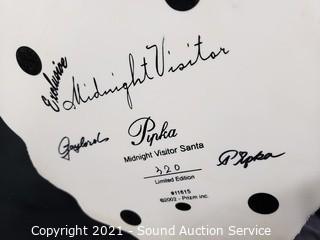 Exclusive
Midnight Visitor
Gaylords
Pipka
Midnight Visitor Santa
320
Limited Edition
Pipka
#11615
©2002 - Prizm Inc.
Copyright 2021 - Sound Auction Service